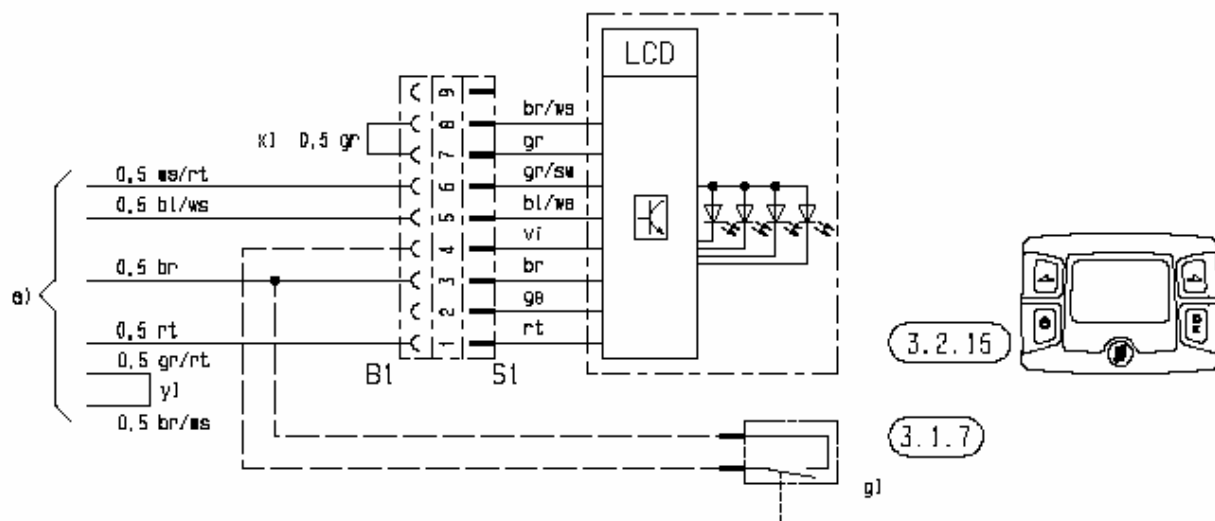 LCD
9
br/ws
8
x) 0,5 gr
gr
7
0,5 ws/rt
gr/sw
6
0,5 bl/ws
bl/ws
5
vi
4
0,5 br
br
3
a)
ge
2
0,5 rt
rt
1
3.2.15
0,5 gr/rt
B1 S1
y)
0,5 br/ws
3.1.7
g)